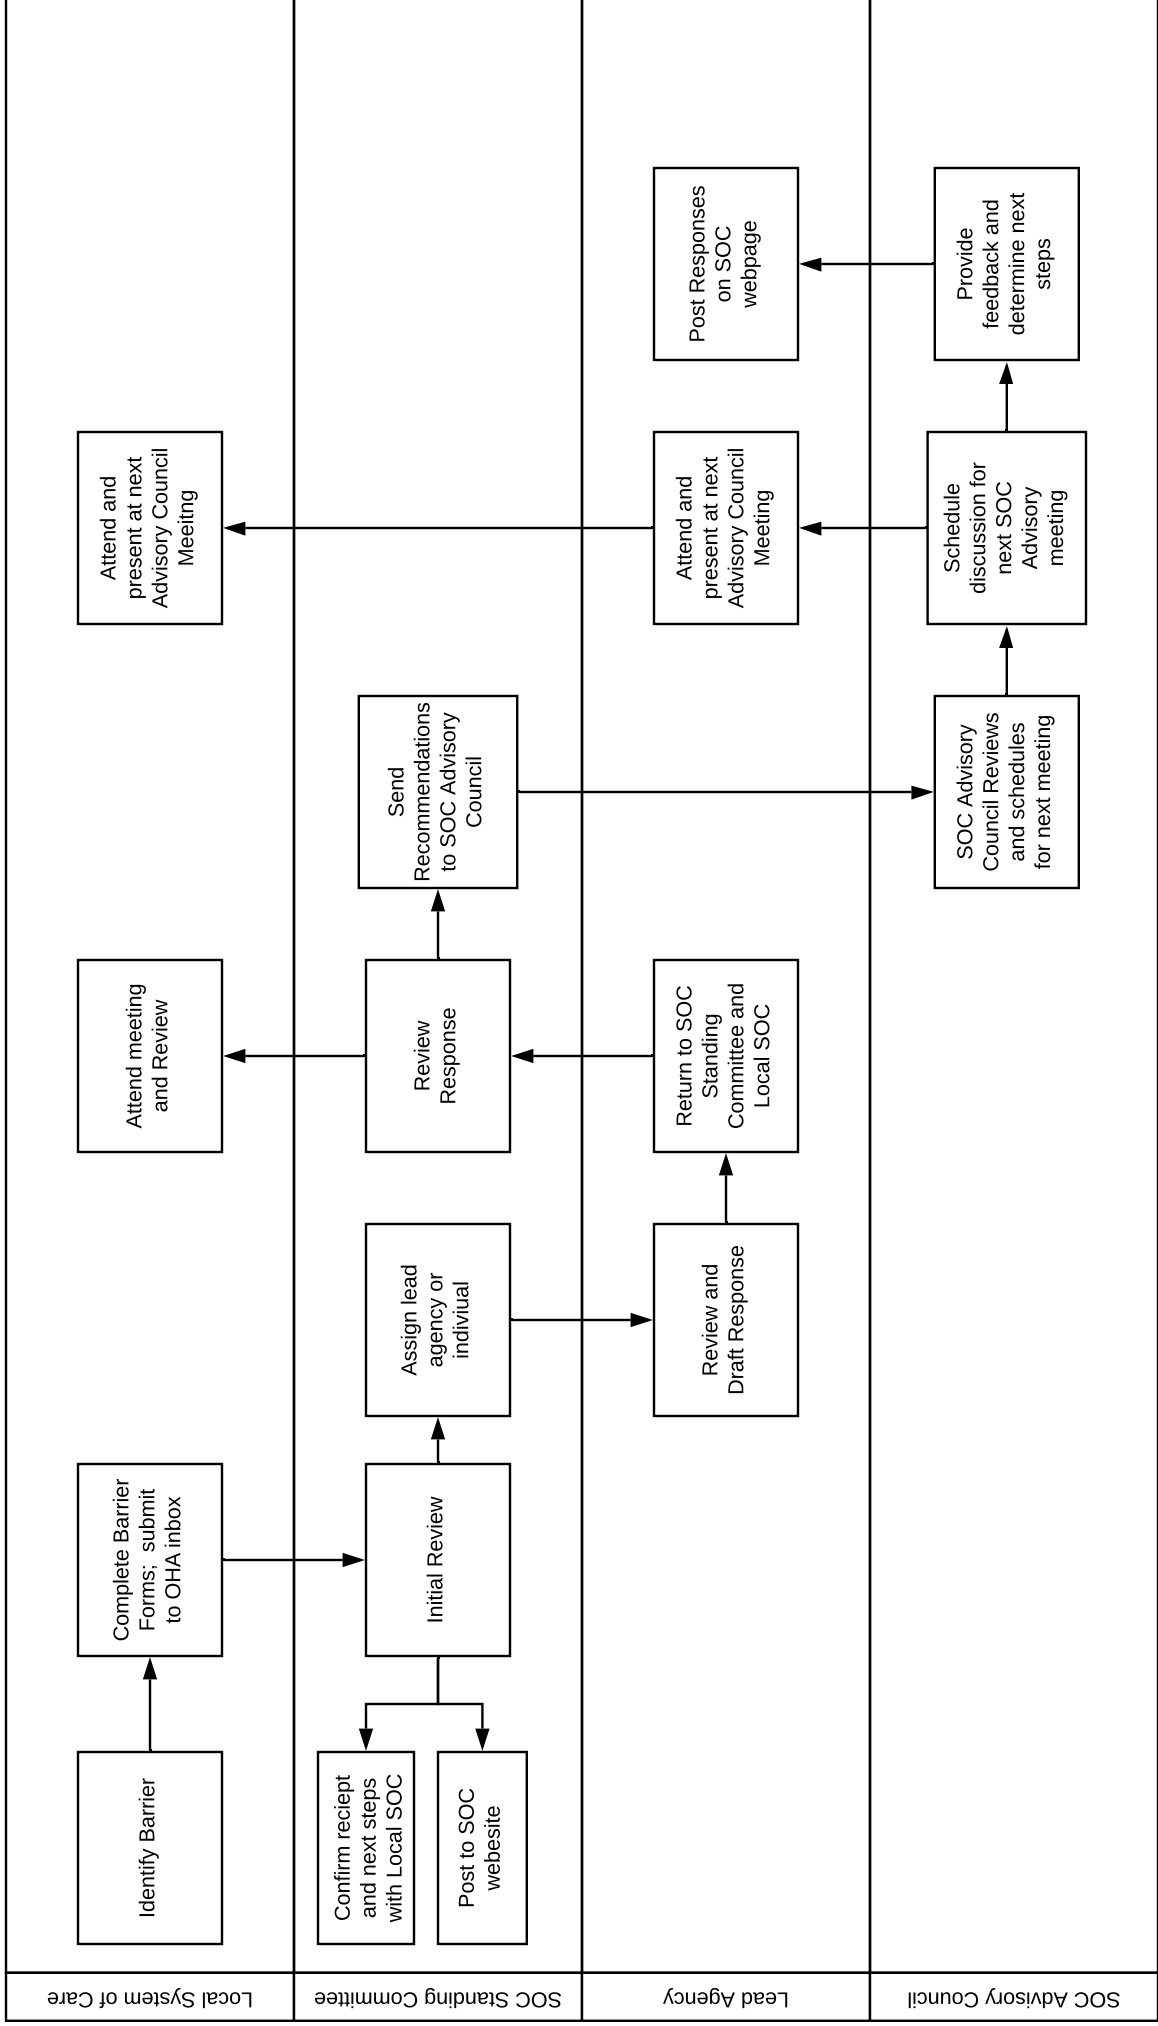 Local System of Care
Identify Barrier
Complete Barrier
Forms;  submit
to OHA inbox
Attend meeting
and Review
Attend and
present at next
Advisory Council
Meeitng
SOC Standing Committee
Confirm reciept
and next steps
with Local SOC
Post to SOC
webesite
Initial Review
Assign lead
agency or
indiviual
Review
Response
Send
Recommendations
to SOC Advisory
Council
Lead Agency
Review and
Draft Response
Return to SOC
Standing
Committee and
Local SOC
Attend and
present at next
Advisory Council
Meeting
Post Responses
on SOC
webpage
SOC Advisory Council
SOC Advisory
Council Reviews
and schedules
for next meeting
Schedule
discussion for
next SOC
Advisory
meeting
Provide
feedback and
determine next
steps